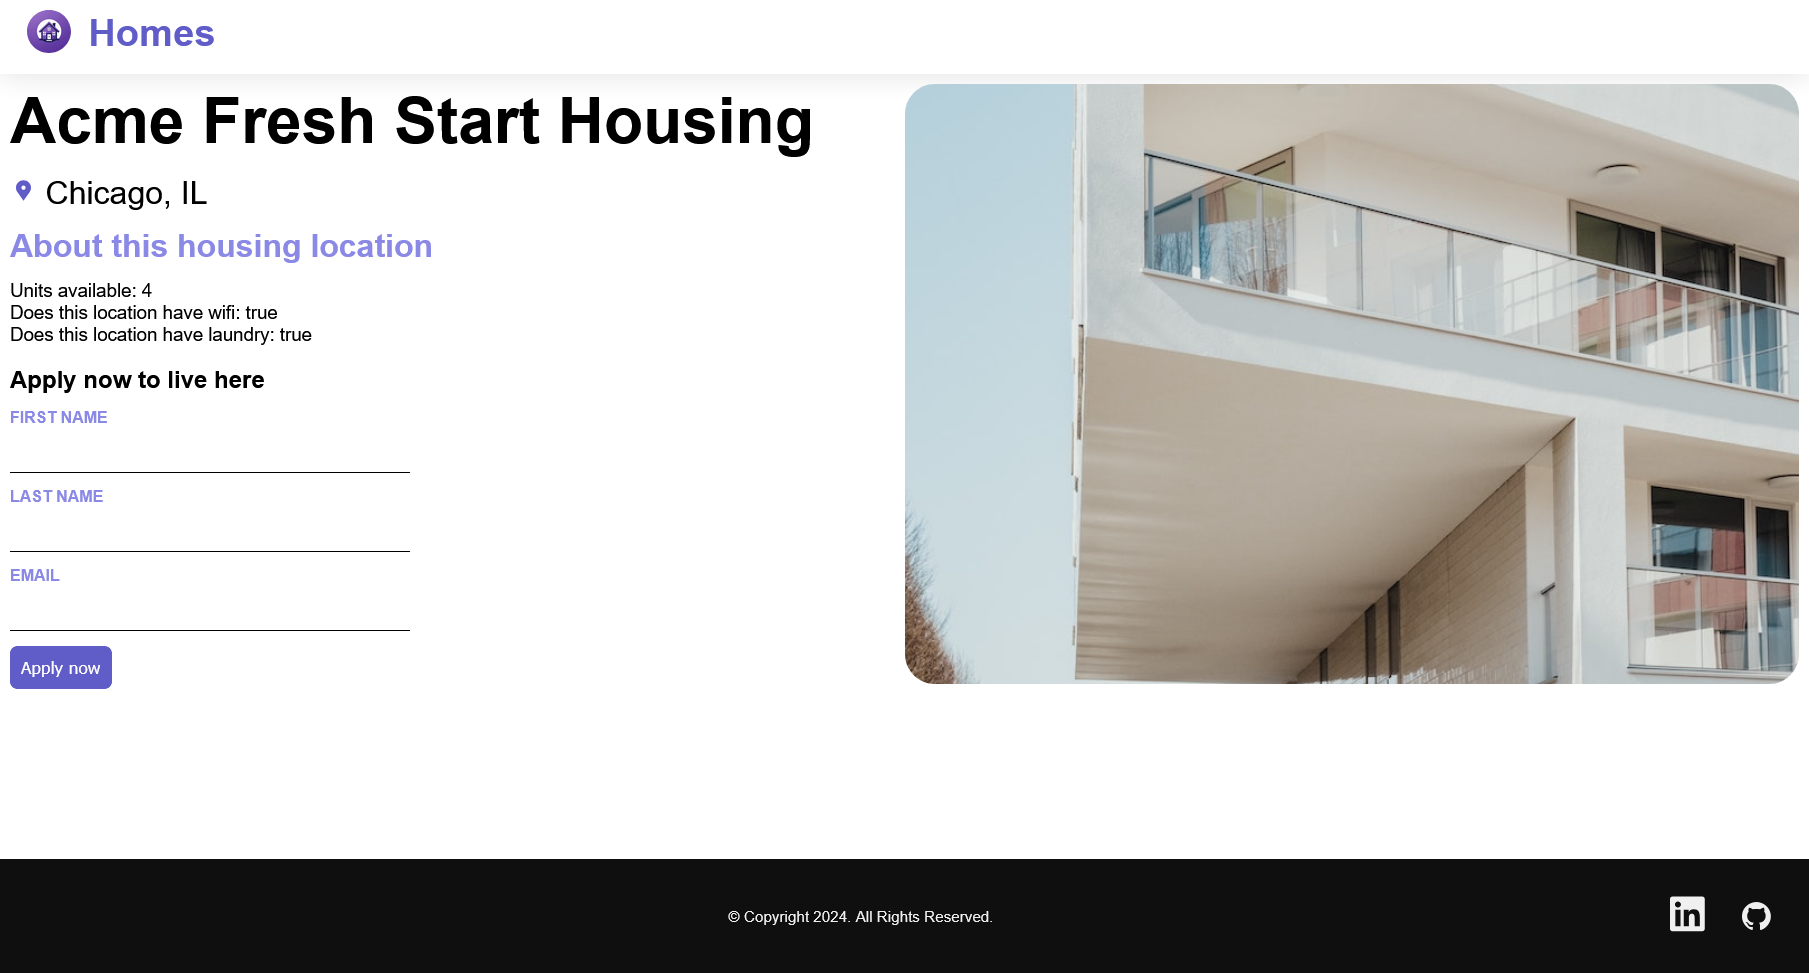 Homes
Acme Fresh Start Housing
Chicago, IL
About this housing location
Units available: 4
Does this location have wifi: true
Does this location have laundry: true
Apply now to live here
FIRST NAME
LAST NAME
EMAIL
Apply now
© Copyright 2024. All Rights Reserved.
in